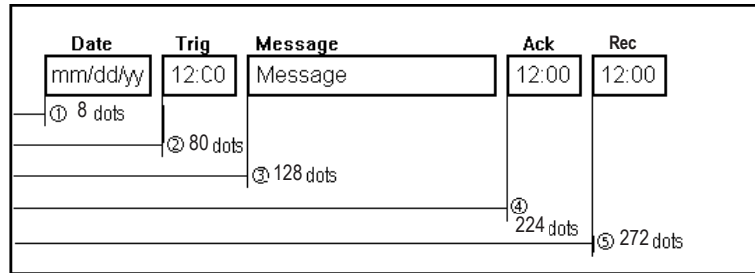 Date Trig Message Ack Rec
mm/dd/yy 12:00 Message 12:00 12:00
① 8 dots
② 80 dots
③ 128 dots
④
224 dots
⑤ 272 dots